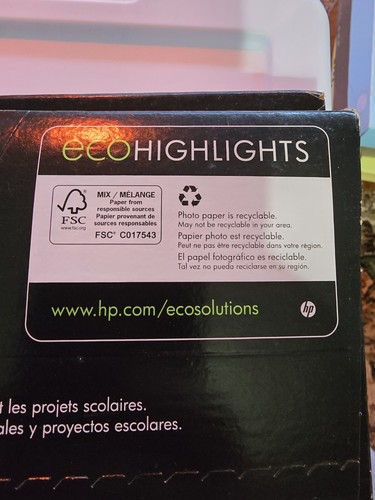 ecoHIGHLIGHTS
FSC
www.fsc.org
MIX / MÉLANGE
Paper from
responsible sources
Papier provenant de
sources responsables
FSC® C017543
Photo paper is recyclable.
May not be recyclable in your area.
Papier photo est recyclable.
Peut ne pas être recyclable dans votre région.
El papel fotográfico es reciclable.
Tal vez no pueda reciclarse en su región.
www.hp.com/ecosolutions
hp
t les projets scolaires.
ales y proyectos escolares.